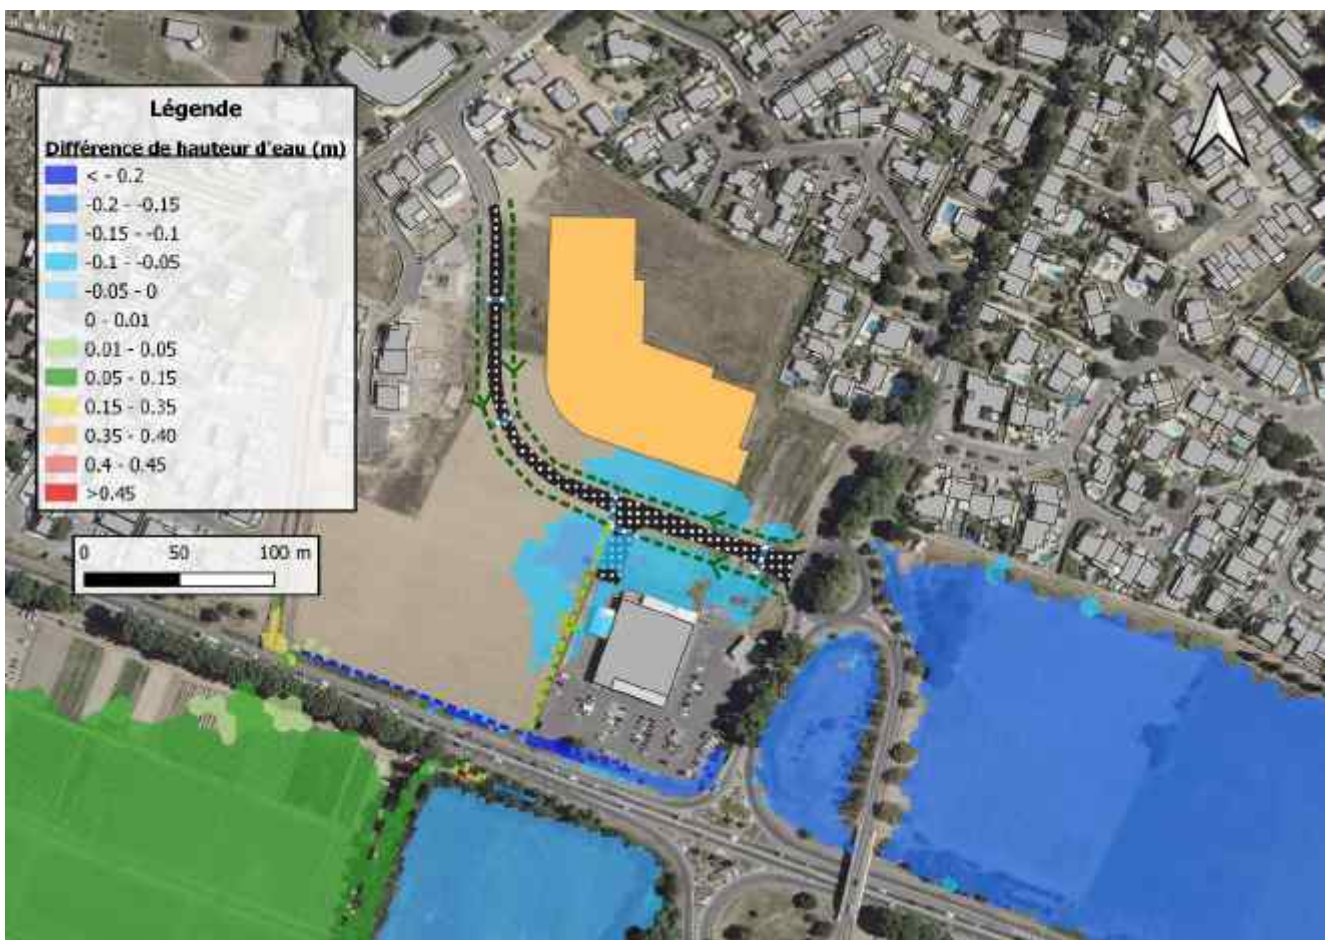 Légende
Différence de hauteur d'eau (m)
< - 0.2
-0.2 - -0.15
-0.15 - -0.1
-0.1 - -0.05
-0.05 - 0
0 - 0.01
0.01 - 0.05
0.05 - 0.15
0.15 - 0.35
0.35 - 0.40
0.4 - 0.45
>0.45
0 50 100 m